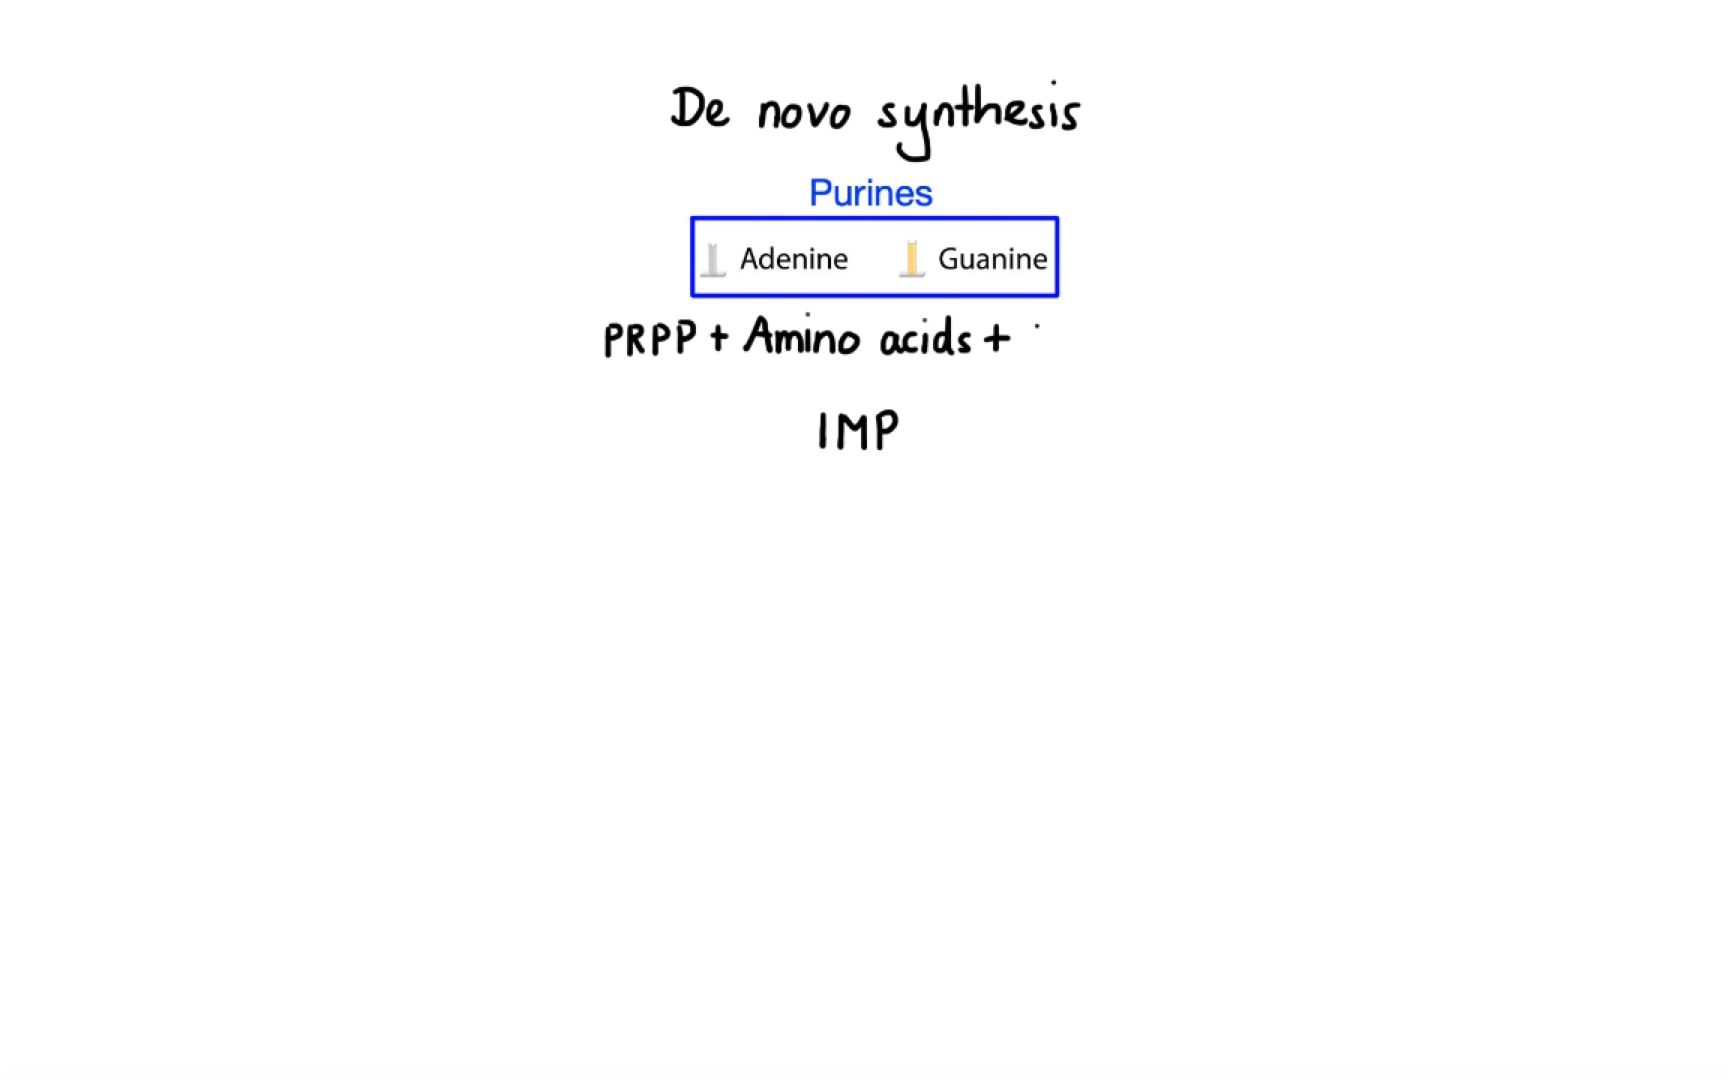 De novo synthesis
Purines
Adenine Guanine
PRPP + Amino acids +
IMP